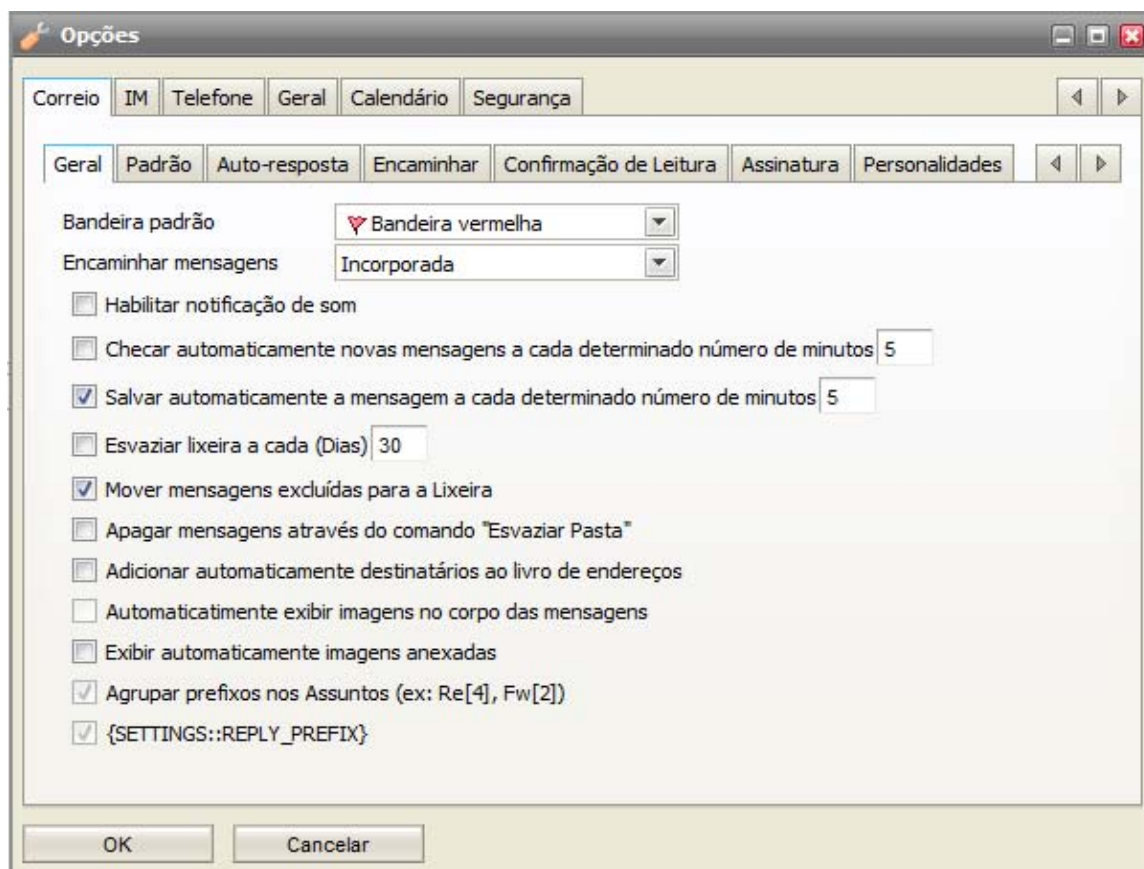 Opções
Correio IM Telefone Geral Calendário Segurança
Geral Padrão Auto-resposta Encaminhar Confirmação de Leitura Assinatura Personalidades
Bandeira padrão Bandeira vermelha
Encaminhar mensagens Incorporada
Habilitar notificação de som
Checar automaticamente novas mensagens a cada determinado número de minutos 5
Salvar automaticamente a mensagem a cada determinado número de minutos 5
Esvaziar lixeira a cada (Dias) 30
Mover mensagens excluídas para a Lixeira
Apagar mensagens através do comando "Esvaziar Pasta"
Adicionar automaticamente destinatários ao livro de endereços
Automaticatimente exibir imagens no corpo das mensagens
Exibir automaticamente imagens anexadas
Agrupar prefixos nos Assuntos (ex: Re[4], Fw[2])
{SETTINGS::REPLY_PREFIX}
OK Cancelar